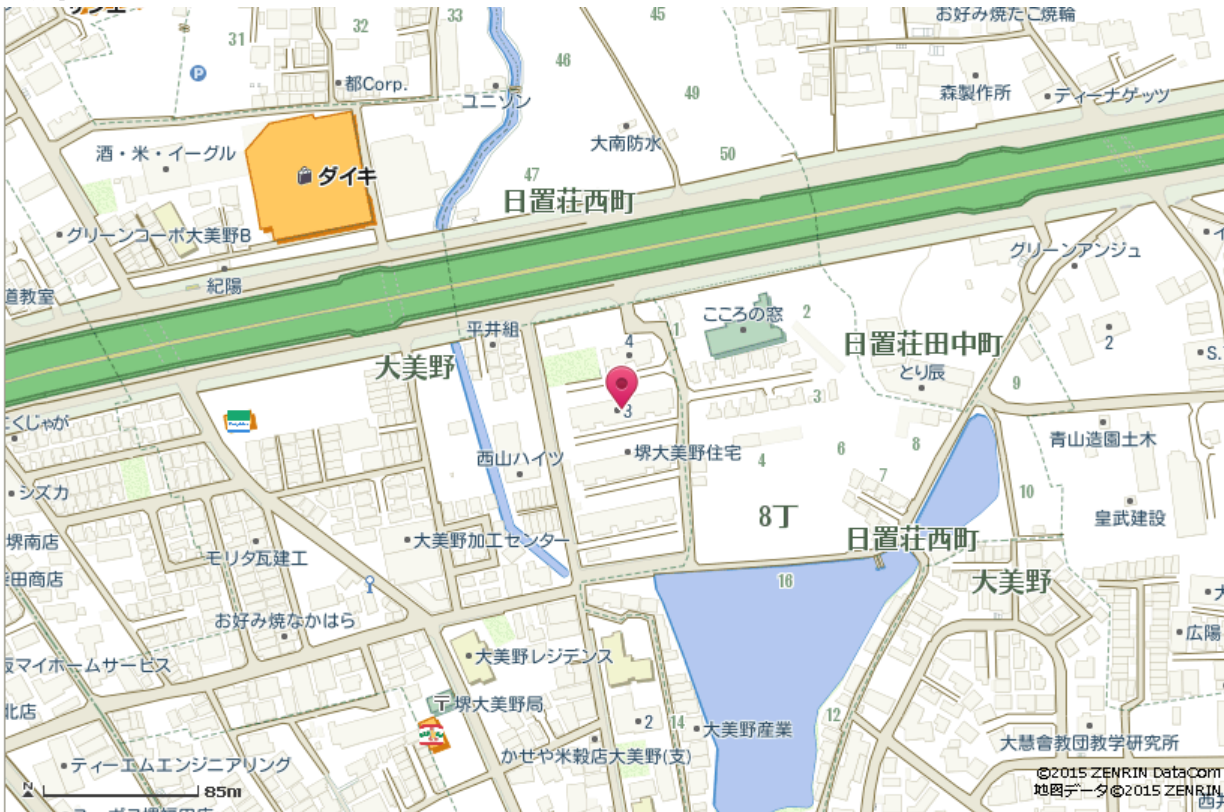 サンエ
31
32
33
45
お好み焼たこ焼輪
46
都Corp.
ユニゾン
49
森製作所
ティーナゲッツ
酒・米・イーグル
大南防水
50
ダイキ
47
日置荘西町
グリーンコーポ大美野B
グリーンアンジュ
紀陽
道教室
平井組
4
1
こころの窓
2
日置荘田中町
2
S.
大美野
とり辰
9
3
3
くじゃが
西山ハイツ
堺大美野住宅
4
6
8
青山造園土木
シズカ
7
10
8丁
皇武建設
堺南店
モリタ瓦建工
大美野加工センター
日置荘西町
16
大美野
田商店
お好み焼なかはら
広陽
マイホームサービス
大美野レジデンス
北店
〒堺大美野局
2
14
大美野産業
12
かせや米穀店大美野(支)
大慧會教団教学研究所
ティーエムエンジニアリング
N
85m
©2015 ZENRIN DataCom
地図データ©2015 ZENRIN